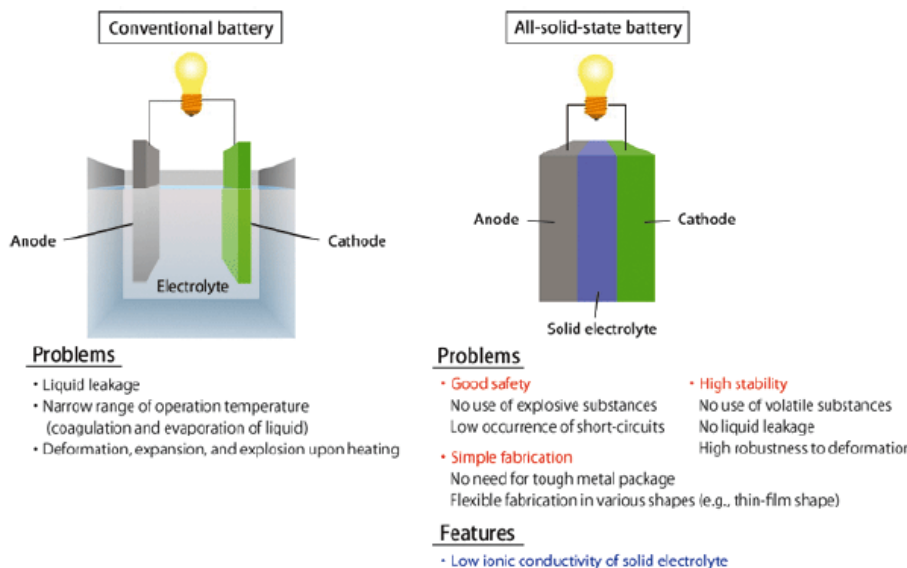 Conventional battery
Anode
Cathode
Electrolyte
Problems
• Liquid leakage
• Narrow range of operation temperature
(coagulation and evaporation of liquid)
• Deformation, expansion, and explosion upon heating
All-solid-state battery
Anode
Cathode
Solid electrolyte
Problems
• Good safety
No use of explosive substances
Low occurrence of short-circuits
• Simple fabrication
No need for tough metal package
Flexible fabrication in various shapes (e.g., thin-film shape)
• High stability
No use of volatile substances
No liquid leakage
High robustness to deformation
Features
• Low ionic conductivity of solid electrolyte